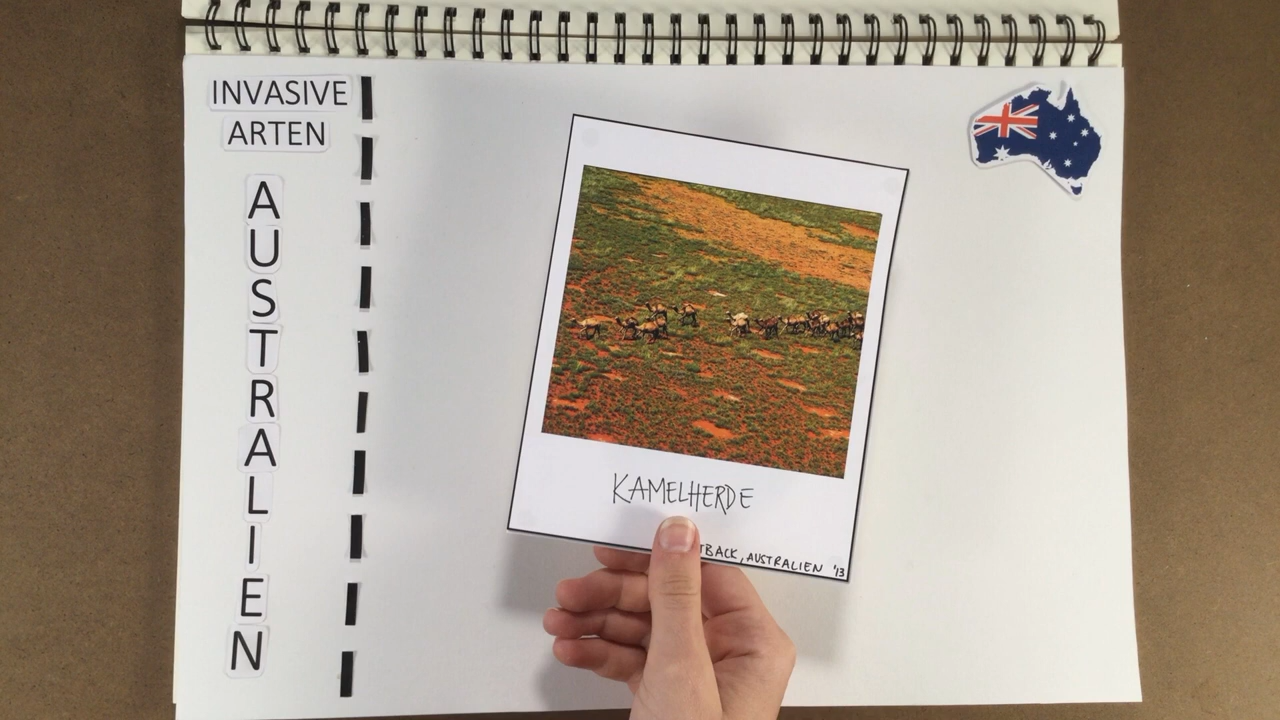 INVASIVE
ARTEN
AUSTRALIEN
KAMELHERDE
TBACK, AUSTRALIEN '13